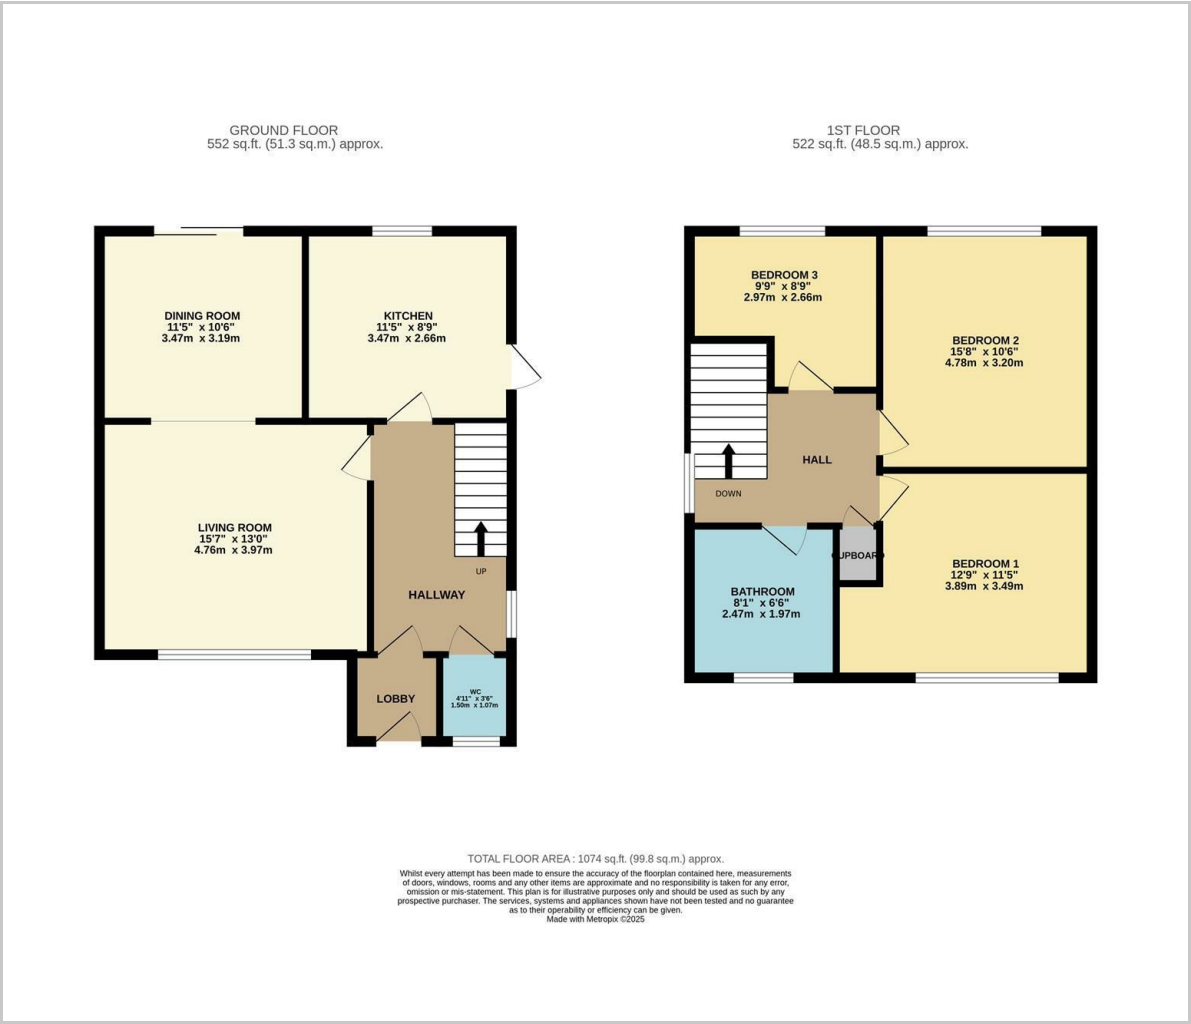 GROUND FLOOR
552 sq.ft. (51.3 sq.m.) approx.
1ST FLOOR
522 sq.ft. (48.5 sq.m.) approx.
DINING ROOM
11'5" x 10'6"
3.47m x 3.19m
KITCHEN
11'5" x 8'9"
3.47m x 2.66m
LIVING ROOM
15'7" x 13'0"
4.76m x 3.97m
UP
HALLWAY
LOBBY
WC
4'11" x 3'6"
1.50m x 1.07m
BEDROOM 3
9'9" x 8'9"
2.97m x 2.66m
BEDROOM 2
15'8" x 10'6"
4.78m x 3.20m
HALL
DOWN
CUPBOARD
BEDROOM 1
12'9" x 11'5"
3.89m x 3.49m
BATHROOM
8'1" x 6'6"
2.47m x 1.97m
TOTAL FLOOR AREA : 1074 sq.ft. (99.8 sq.m.) approx.
Whilst every attempt has been made to ensure the accuracy of the floorplan contained here, measurements
of doors, windows, rooms and any other items are approximate and no responsibility is taken for any error,
omission or mis-statement. This plan is for illustrative purposes only and should be used as such by any
prospective purchaser. The services, systems and appliances shown have not been tested and no guarantee
as to their operability or efficiency can be given.
Made with Metropix ©2025